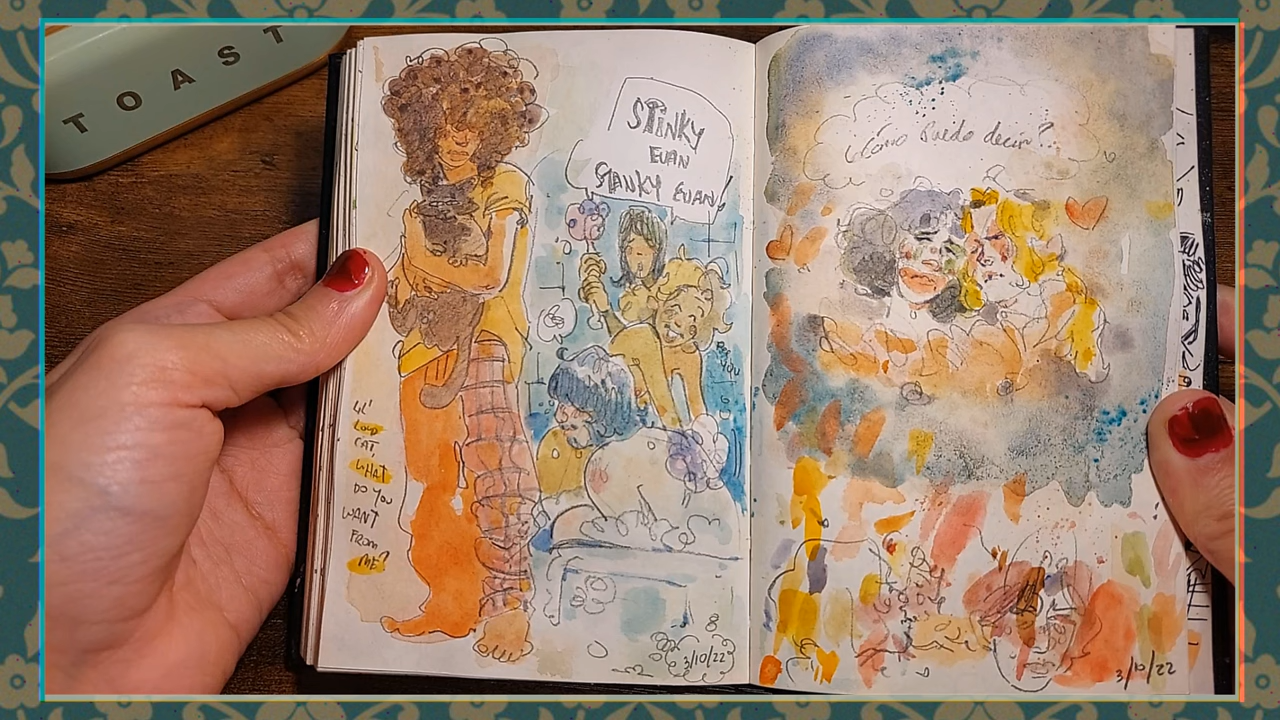 TOAST
STINKY
EVAN
STANKY EVAN!
LIL'
LOUD
CAT,
WHAT
DO YOU
WANT
FROM
ME?
3/10/22
¿Cómo Puedo decir?
3/10/22